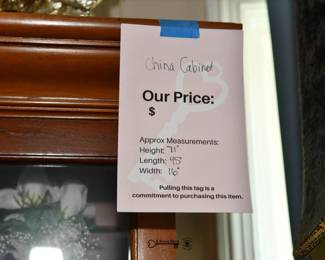 China Cabinet
Our Price:
$
Approx Measurements:
Height: 71"
Length: 45"
Width: 16"
Pulling this tag is a
commitment to purchasing this item.